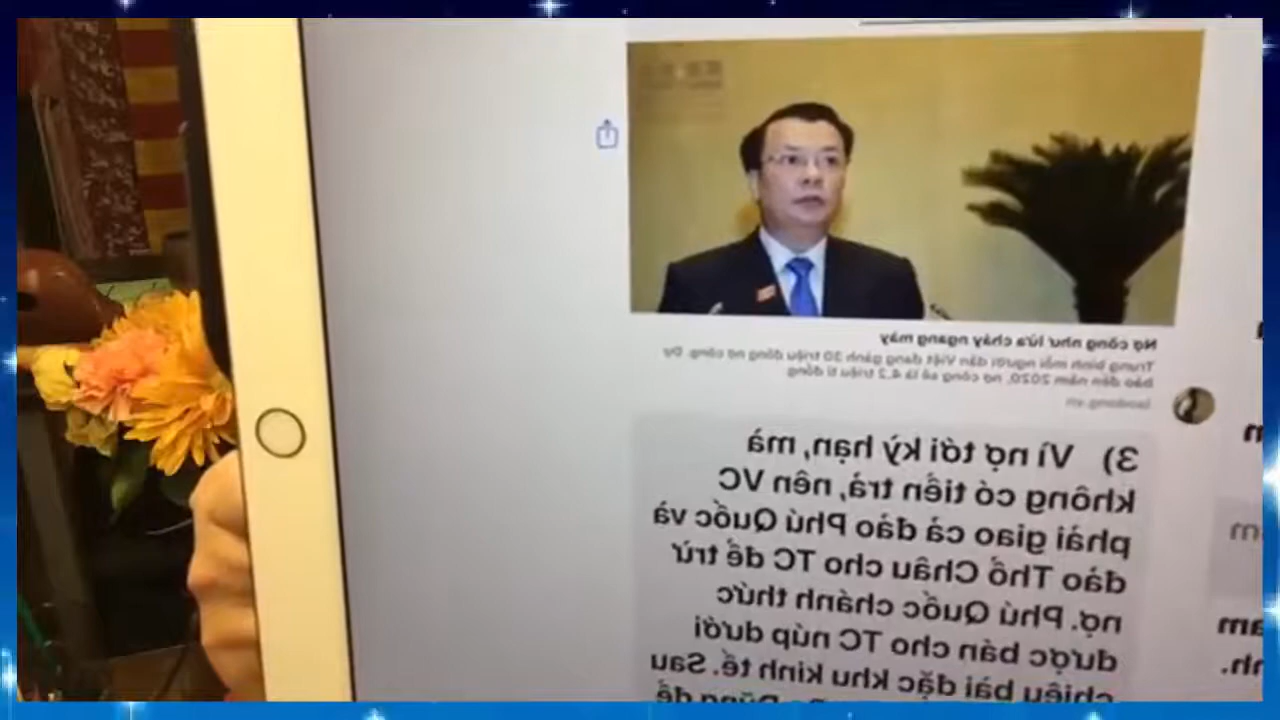 Nợ công như lửa cháy ngang mày
Trung bình mỗi người dân Việt đang gánh 30 triệu đồng nợ công. Dự
báo đến năm 2020, nợ công sẽ là 4,2 triệu tỉ đồng
laodong.vn
3) Vì nợ tới kỳ hạn, mà
không có tiền trả, nên VC
phải giao cả đảo Phú Quốc và
đảo Thổ Châu cho TC để trừ
nợ. Phú Quốc chánh thức
được bán cho TC núp dưới
chiêu bài đặc khu kinh tế. Sau